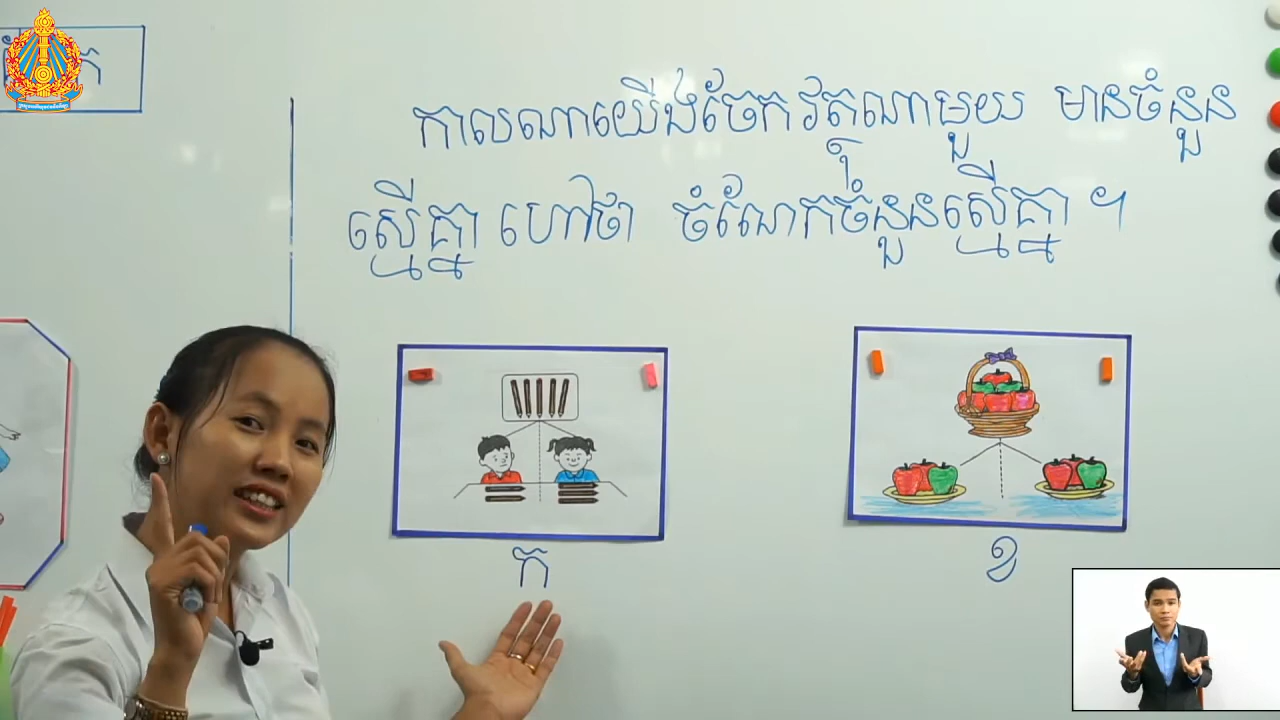 កាលណាយើងចែកវត្ថុណាមួយ មានចំនួន
ស្មើគ្នា ហៅថា ចំណែកចំនួនស្មើគ្នា ។
ក
ខ